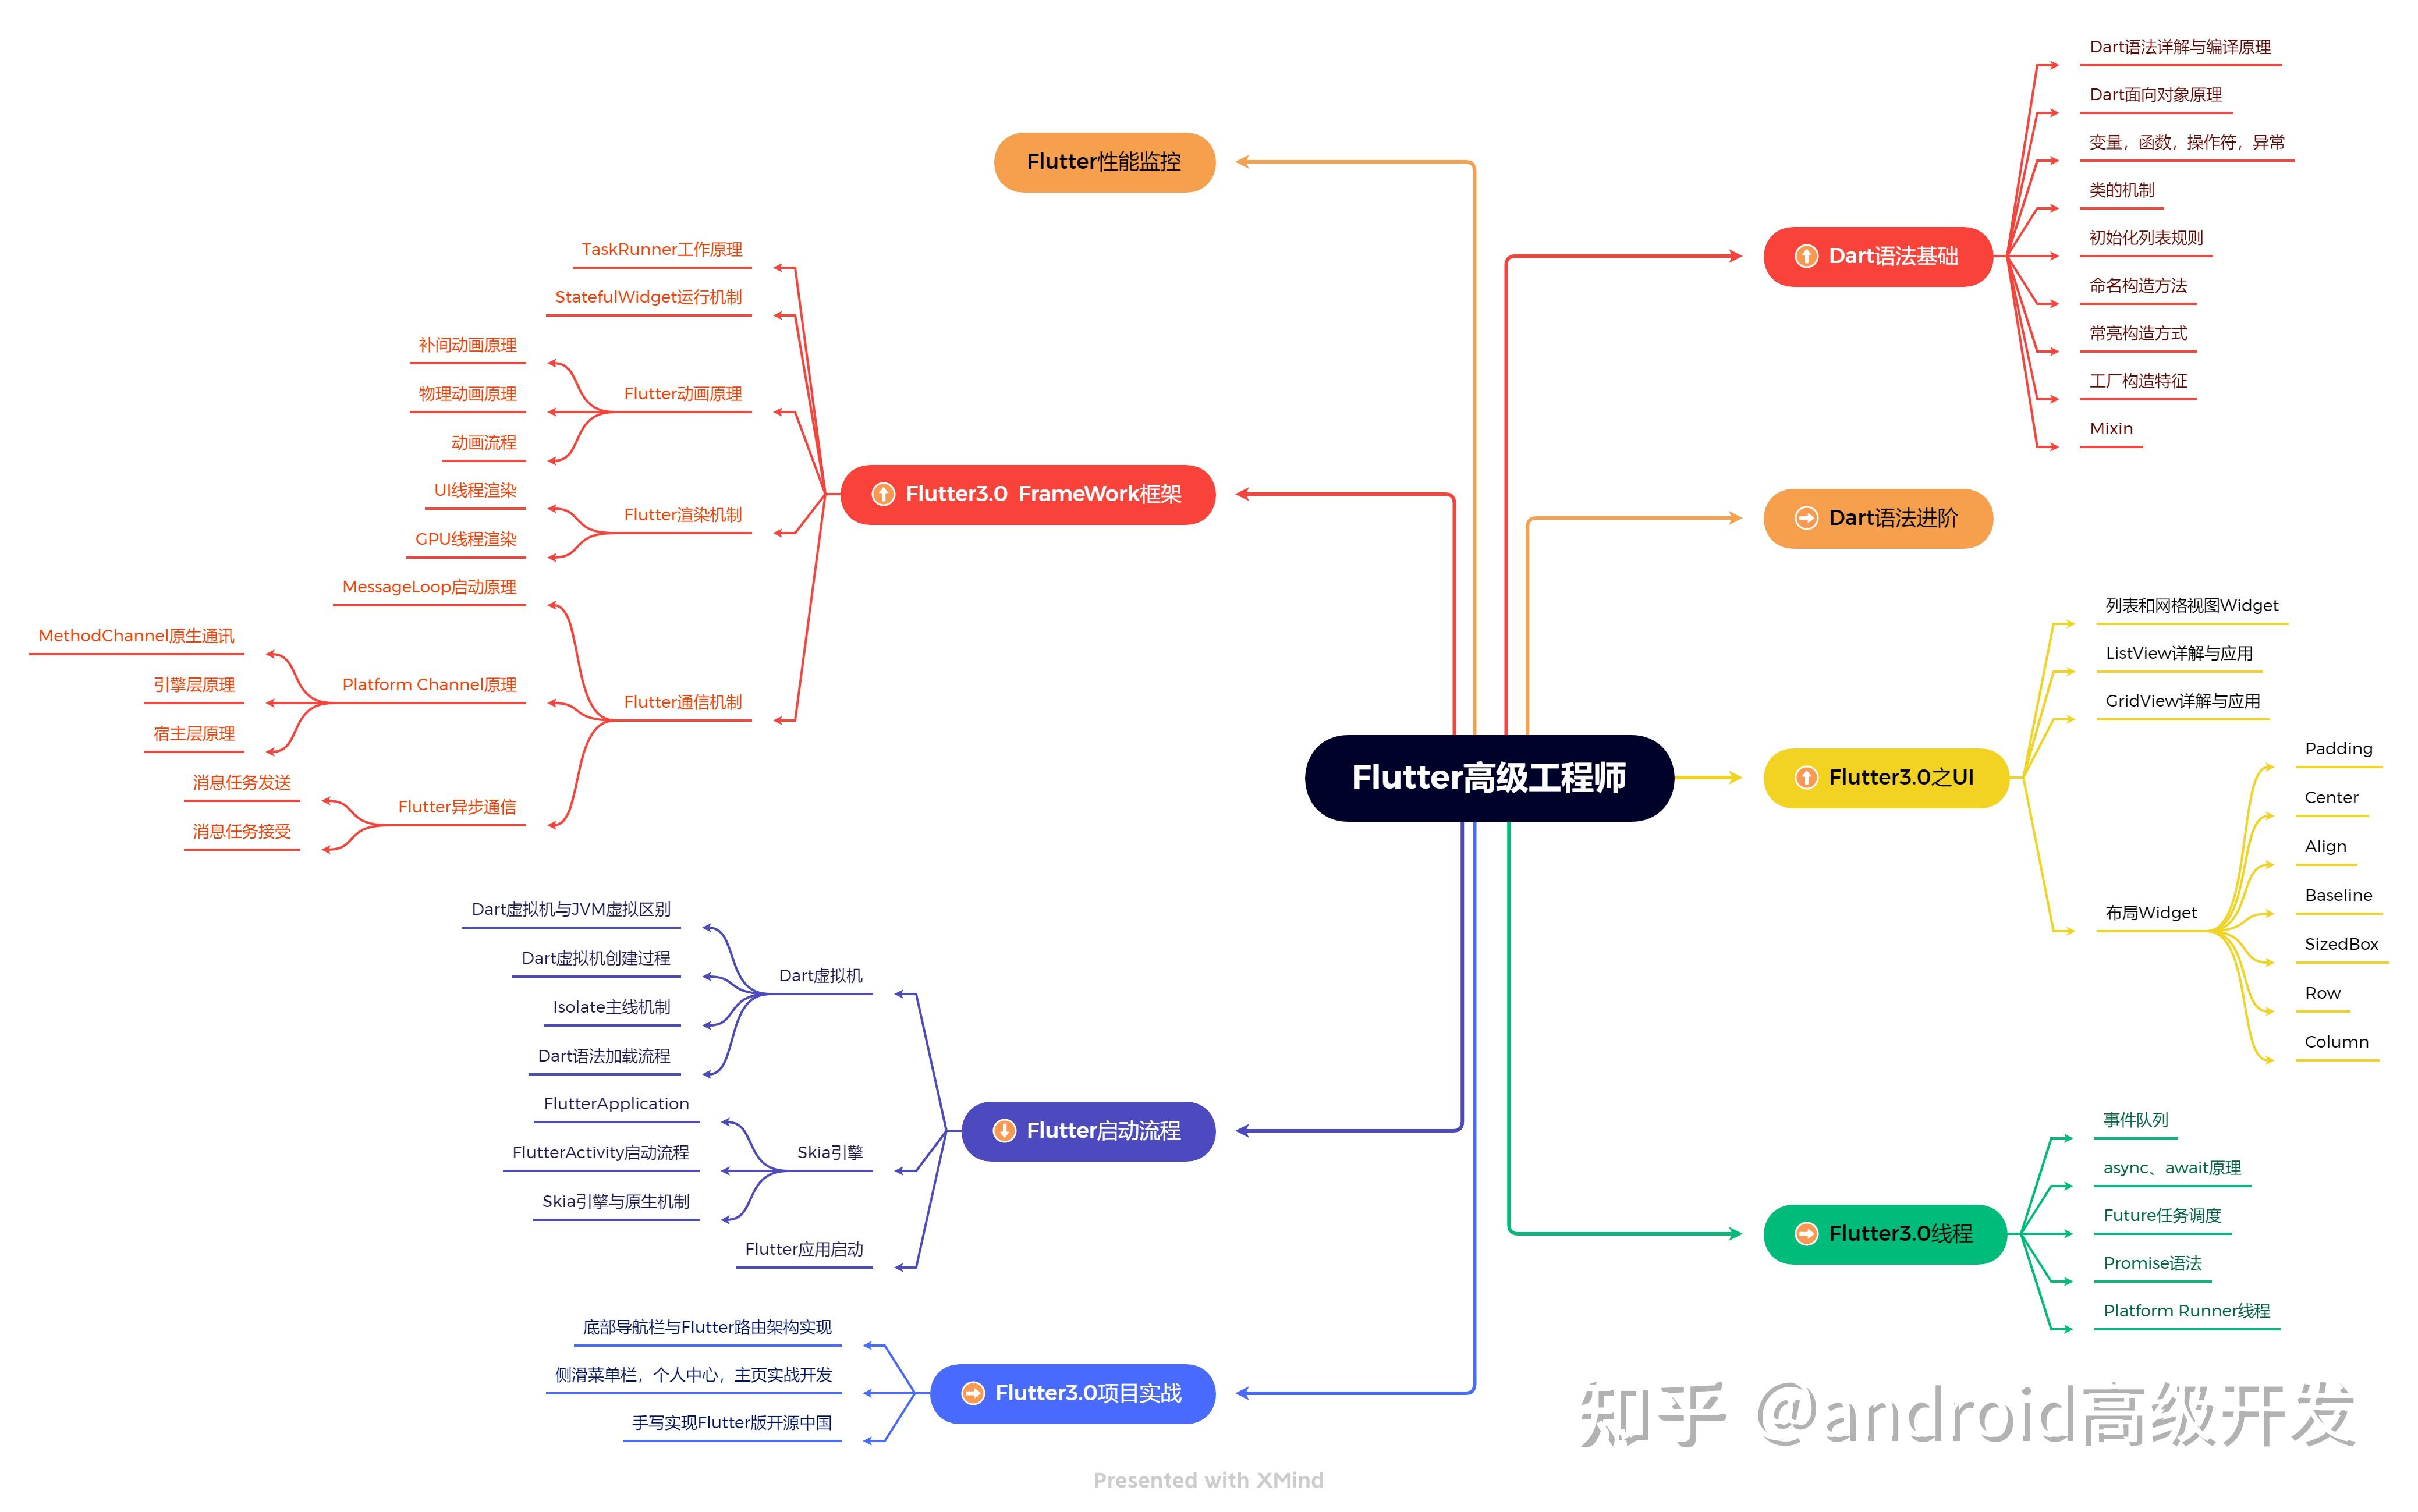 Flutter高级工程师
Dart语法基础
Dart语法详解与编译原理
Dart面向对象原理
变量，函数，操作符，异常
类的机制
初始化列表规则
命名构造方法
常亮构造方式
工厂构造特征
Mixin
Dart语法进阶
Flutter3.0之UI
列表和网格视图Widget
ListView详解与应用
GridView详解与应用
布局Widget
Padding
Center
Align
Baseline
SizedBox
Row
Column
Flutter3.0线程
事件队列
async、await原理
Future任务调度
Promise语法
Platform Runner线程
Flutter性能监控
Flutter3.0 FrameWork框架
TaskRunner工作原理
StatefulWidget运行机制
Flutter动画原理
补间动画原理
物理动画原理
动画流程
Flutter渲染机制
UI线程渲染
GPU线程渲染
Flutter通信机制
MessageLoop启动原理
Platform Channel原理
MethodChannel原生通讯
引擎层原理
宿主层原理
Flutter异步通信
消息任务发送
消息任务接受
Flutter启动流程
Dart虚拟机
Dart虚拟机与JVM虚拟区别
Dart虚拟机创建过程
Isolate主线机制
Dart语法加载流程
Skia引擎
FlutterApplication
FlutterActivity启动流程
Skia引擎与原生机制
Flutter应用启动
Flutter3.0项目实战
底部导航栏与Flutter路由架构实现
侧滑菜单栏，个人中心，主页实战开发
手写实现Flutter版开源中国
知乎 @android高级开发
Presented with XMind